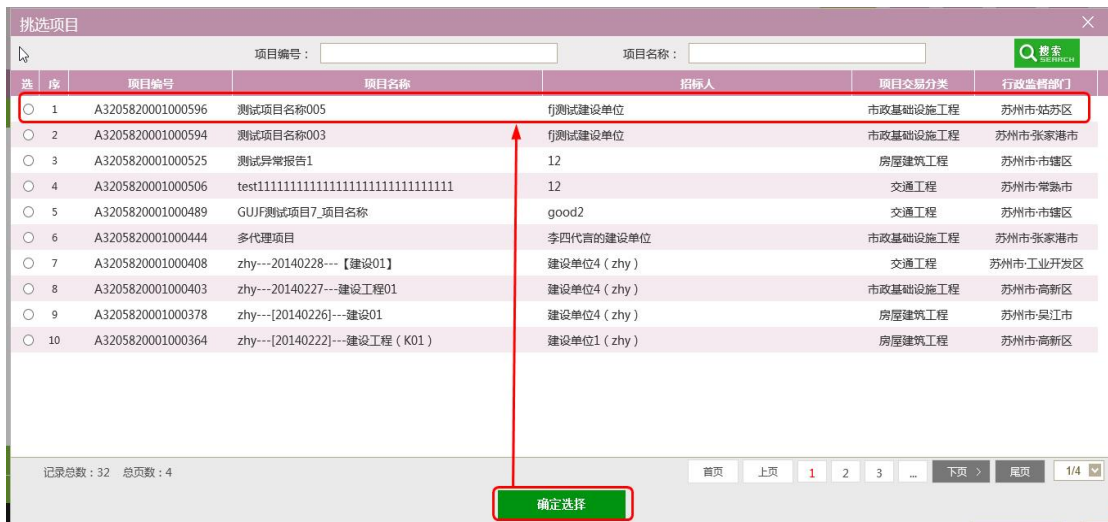 挑选项目
项目编号： 项目名称： 搜索 SEARCH
选 序 项目编号 项目名称 招标人 项目交易分类 行政监督部门
1 A3205820001000596 测试项目名称005 fj测试建设单位 市政基础设施工程 苏州市·姑苏区
2 A3205820001000594 测试项目名称003 fj测试建设单位 市政基础设施工程 苏州市·张家港市
3 A3205820001000525 测试异常报告1 12 房屋建筑工程 苏州市·市辖区
4 A3205820001000506 12 交通工程 苏州市·常熟市
5 A3205820001000489 GUJF测试项目7_项目名称 good2 交通工程 苏州市·市辖区
6 A3205820001000444 多代理项目 李四代言的建设单位 市政基础设施工程 苏州市·张家港市
7 A3205820001000408 zhy---20140228---【建设01】 建设单位4（zhy） 交通工程 苏州市·工业开发区
8 A3205820001000403 zhy---20140227---建设工程01 建设单位4（zhy） 市政基础设施工程 苏州市·高新区
9 A3205820001000378 zhy---[20140226]---建设01 建设单位4（zhy） 房屋建筑工程 苏州市·吴江市
10 A3205820001000364 zhy---[20140222]---建设工程（K01） 建设单位1（zhy） 房屋建筑工程 苏州市·高新区
记录总数：32 总页数：4 首页 上页 1 2 3 ... 下页 > 尾页 1/4
确定选择